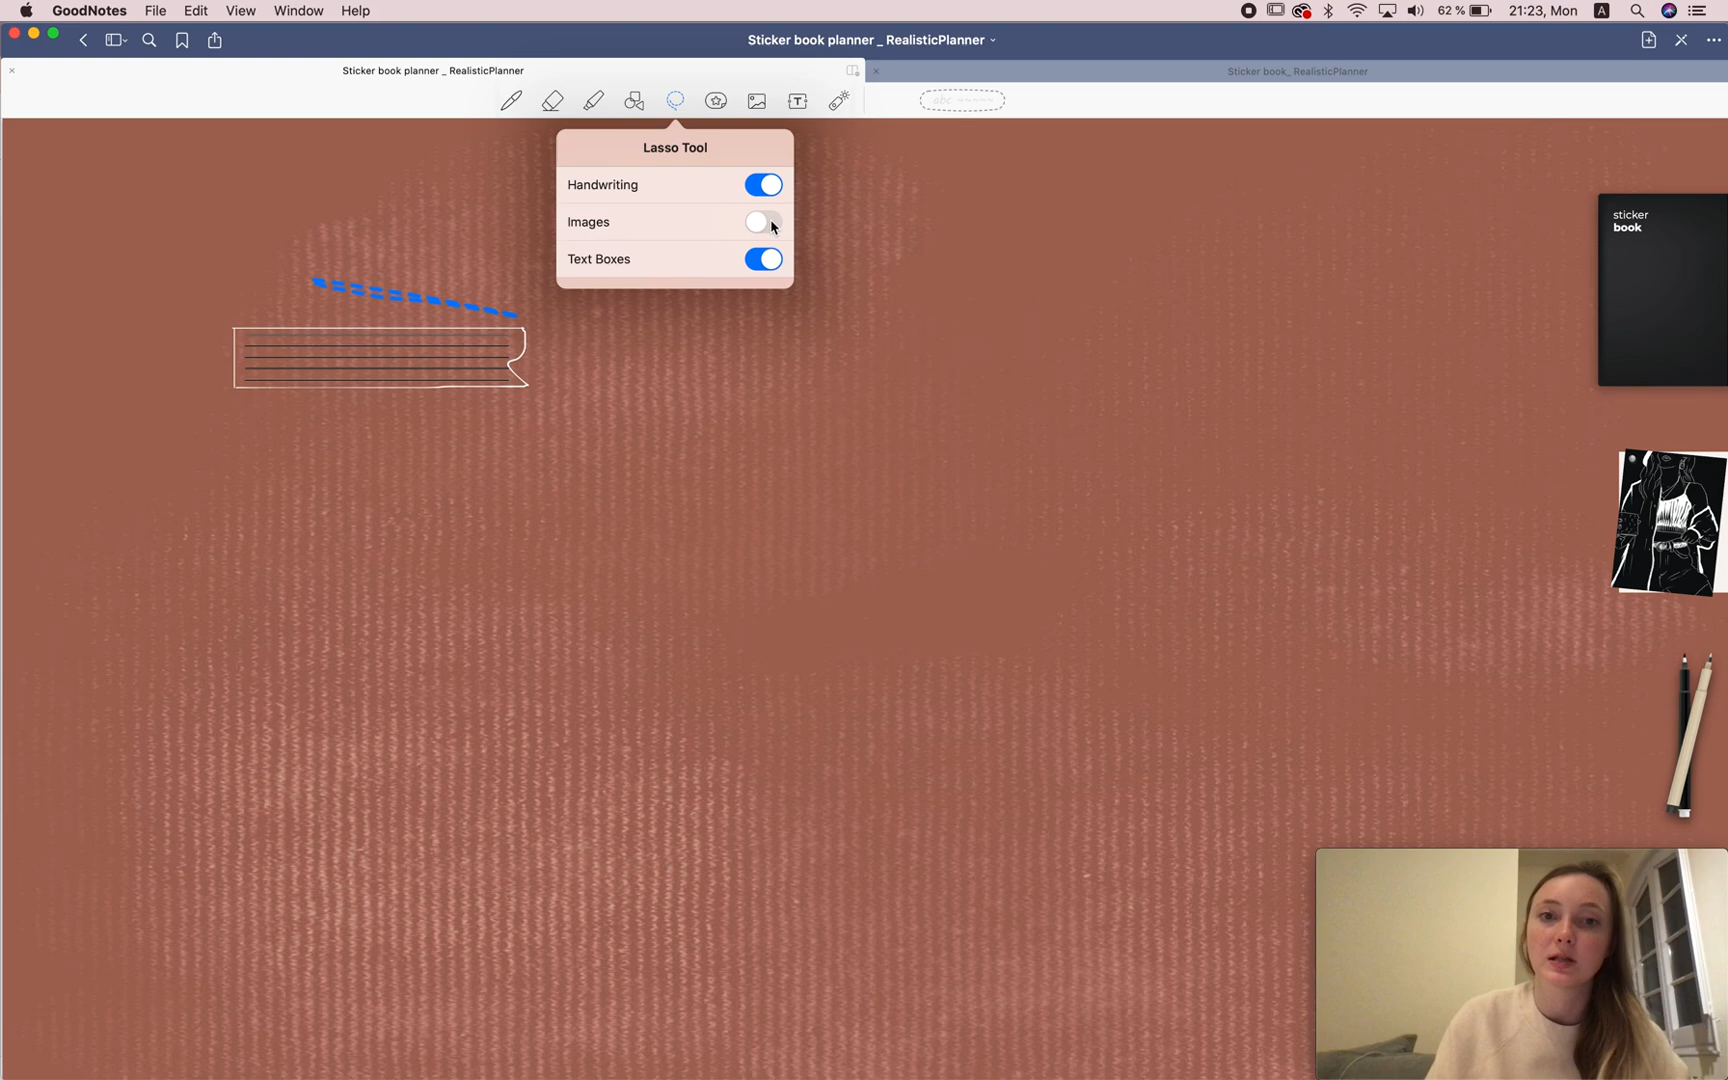 GoodNotes File Edit View Window Help 62 % 21:23, Mon A
Sticker book planner _ RealisticPlanner
Sticker book planner _ RealisticPlanner
Sticker book_ RealisticPlanner
T
abc
Lasso Tool
Handwriting
Images
Text Boxes
sticker
book